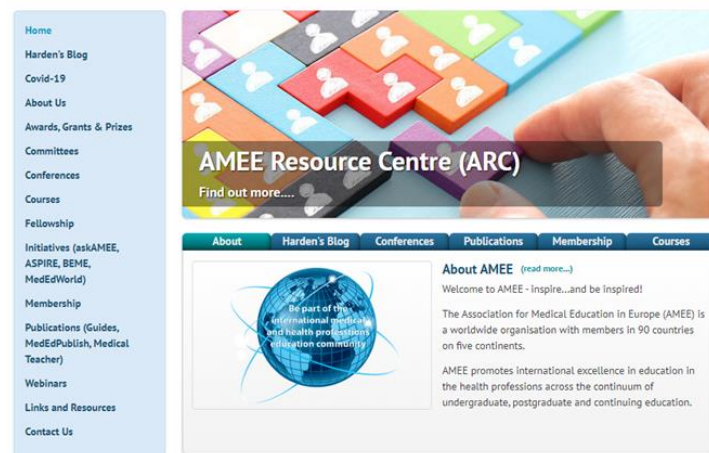 Home
Harden's Blog
Covid-19
About Us
Awards, Grants & Prizes
Committees
Conferences
Courses
Fellowship
Initiatives (askAMEE,
ASPIRE, BEME,
MedEdWorld)
Membership
Publications (Guides,
MedEdPublish, Medical
Teacher)
Webinars
Links and Resources
Contact Us
AMEE Resource Centre (ARC)
Find out more....
About Harden's Blog Conferences Publications Membership Courses
Be part of the
international medical
and health professions
education community
About AMEE (read more...)
Welcome to AMEE - inspire...and be inspired!
The Association for Medical Education in Europe (AMEE) is
a worldwide organisation with members in 90 countries
on five continents.
AMEE promotes international excellence in education in
the health professions across the continuum of
undergraduate, postgraduate and continuing education.